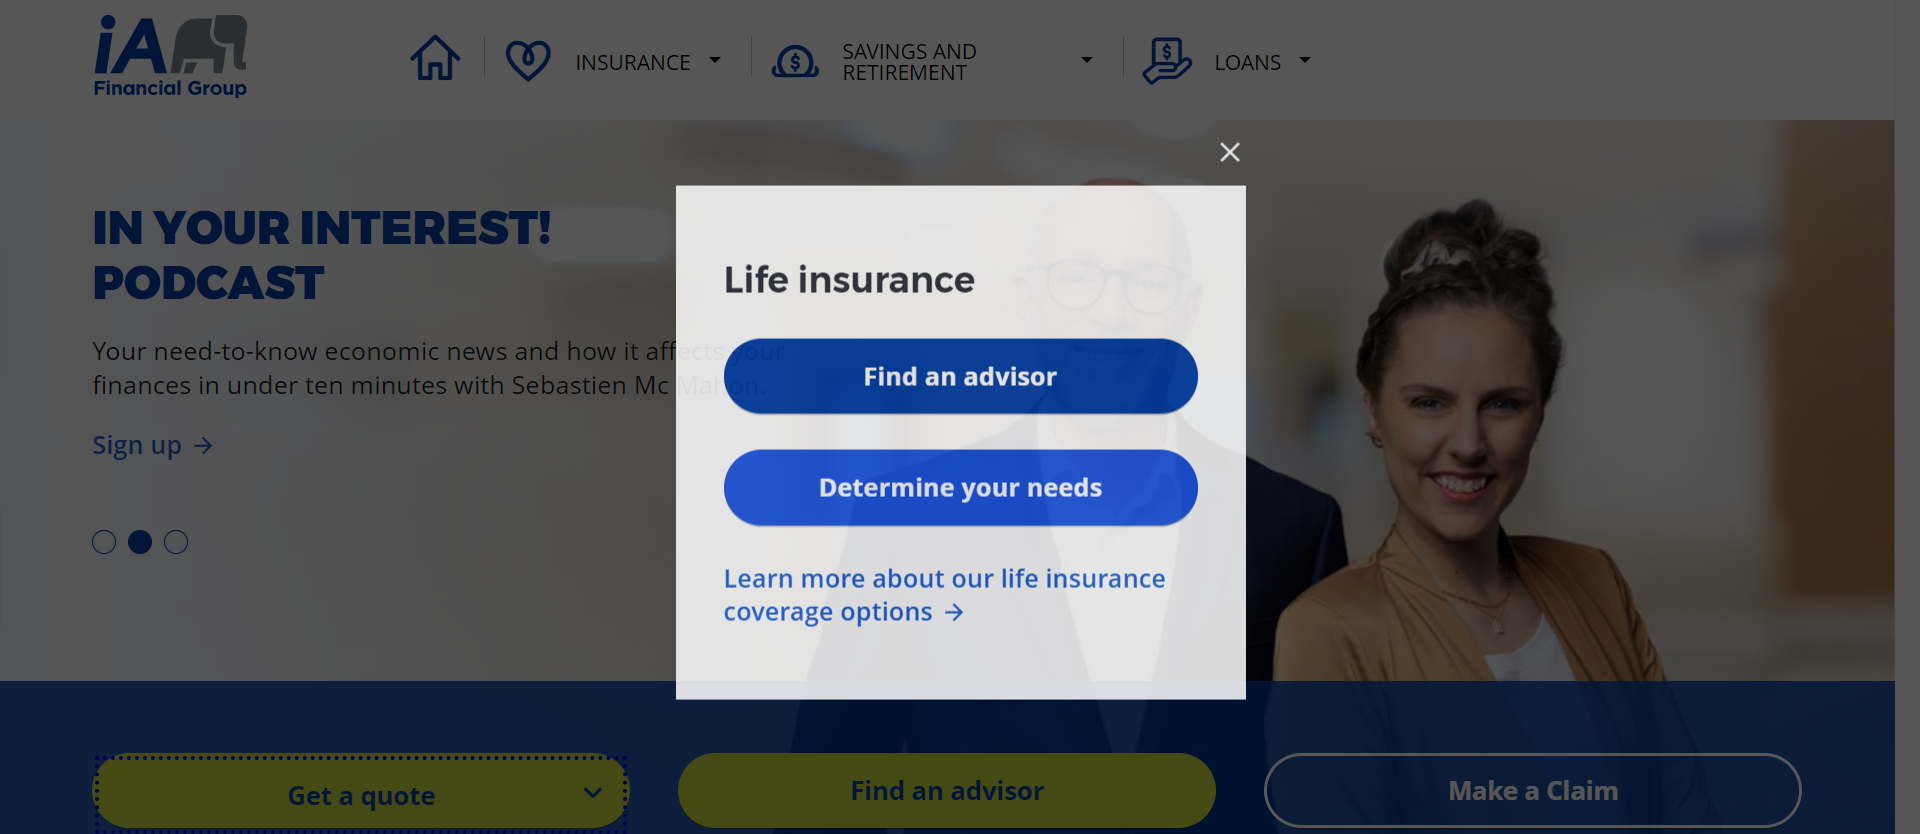 iA
Financial Group
INSURANCE
SAVINGS AND
RETIREMENT
LOANS
IN YOUR INTEREST!
PODCAST
Your need-to-know economic news and how it affects your
finances in under ten minutes with Sebastien Mc Mahon.
Sign up →
Life insurance
Find an advisor
Determine your needs
Learn more about our life insurance
coverage options →
Get a quote
Find an advisor
Make a Claim